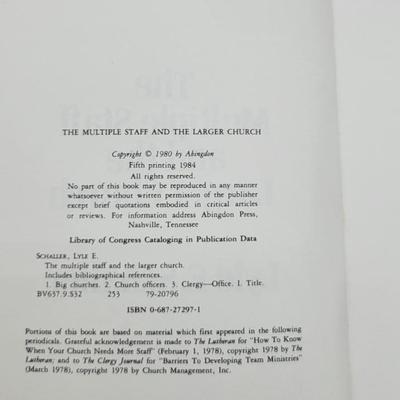 THE MULTIPLE STAFF AND THE LARGER CHURCH
Copyright © 1980 by Abingdon
Fifth printing 1984
All rights reserved.
No part of this book may be reproduced in any manner
whatsoever without written permission of the publisher
except brief quotations embodied in critical articles
or reviews. For information address Abingdon Press,
Nashville, Tennessee
Library of Congress Cataloging in Publication Data
SCHALLER, LYLE E.
The multiple staff and the larger church.
Includes bibliographical references.
1. Big churches. 2. Church officers. 3. Clergy—Office. I. Title.
BV637.9.S32 253 79-20796
ISBN 0-687-27297-1
Portions of this book are based on material which first appeared in the following
periodicals. Grateful acknowledgement is made to The Lutheran for "How To Know
When Your Church Needs More Staff" (February 1, 1978), copyright 1978 by The
Lutheran; and to The Clergy Journal for "Barriers To Developing Team Ministries"
(March 1978), copyright 1978 by Church Management, Inc.